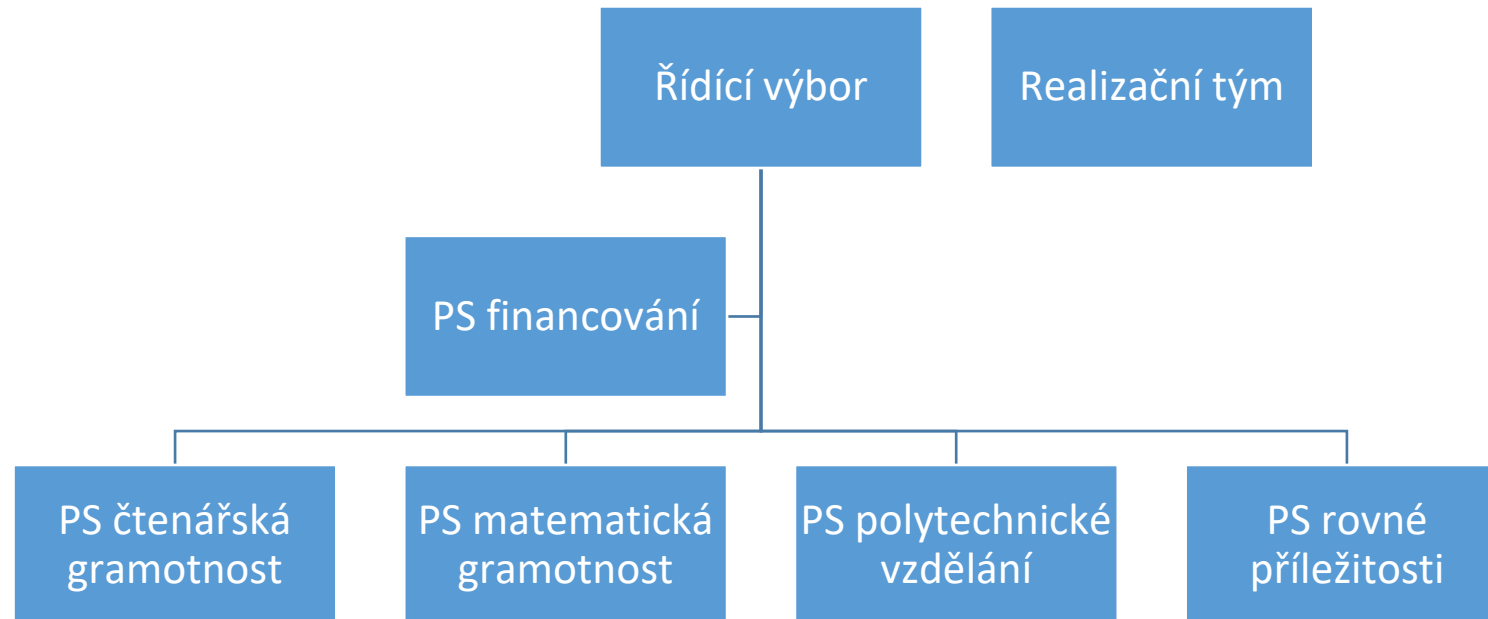 Řídící výbor
Realizační tým
PS financování
PS čtenářská
gramotnost
PS matematická
gramotnost
PS polytechnické
vzdělání
PS rovné
příležitosti